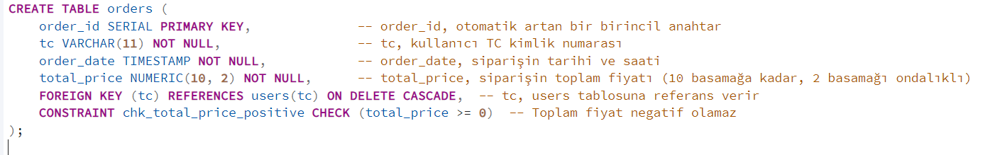 CREATE TABLE orders (
    order_id SERIAL PRIMARY KEY,             -- order_id, otomatik artan bir birincil anahtar
    tc VARCHAR(11) NOT NULL,                 -- tc, kullanıcı TC kimlik numarası
    order_date TIMESTAMP NOT NULL,           -- order_date, siparişin tarihi ve saati
    total_price NUMERIC(10, 2) NOT NULL,     -- total_price, siparişin toplam fiyatı (10 basamağa kadar, 2 basamağı ondalıklı)
    FOREIGN KEY (tc) REFERENCES users(tc) ON DELETE CASCADE,  -- tc, users tablosuna referans verir
    CONSTRAINT chk_total_price_positive CHECK (total_price >= 0)  -- Toplam fiyat negatif olamaz
);